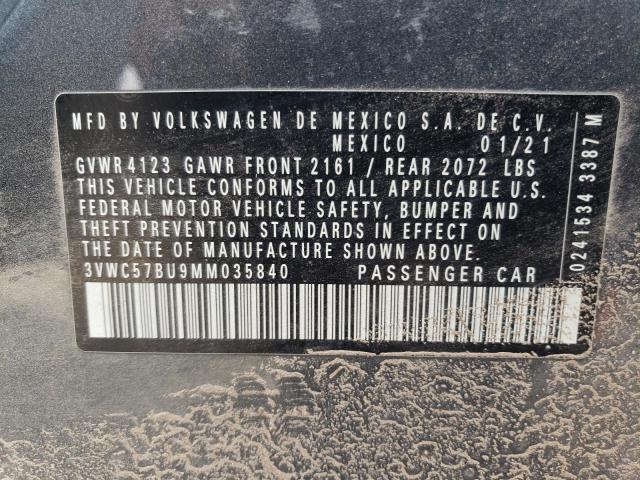 MFD BY VOLKSWAGEN DE MEXICO S.A. DE C.V.
MEXICO 01/21
GVWR 4123 GAWR FRONT 2161 / REAR 2072 LBS
THIS VEHICLE CONFORMS TO ALL APPLICABLE U.S.
FEDERAL MOTOR VEHICLE SAFETY, BUMPER AND
THEFT PREVENTION STANDARDS IN EFFECT ON
THE DATE OF MANUFACTURE SHOWN ABOVE.
3VWC57BU9MM035840 PASSENGER CAR
0241534 3387 M